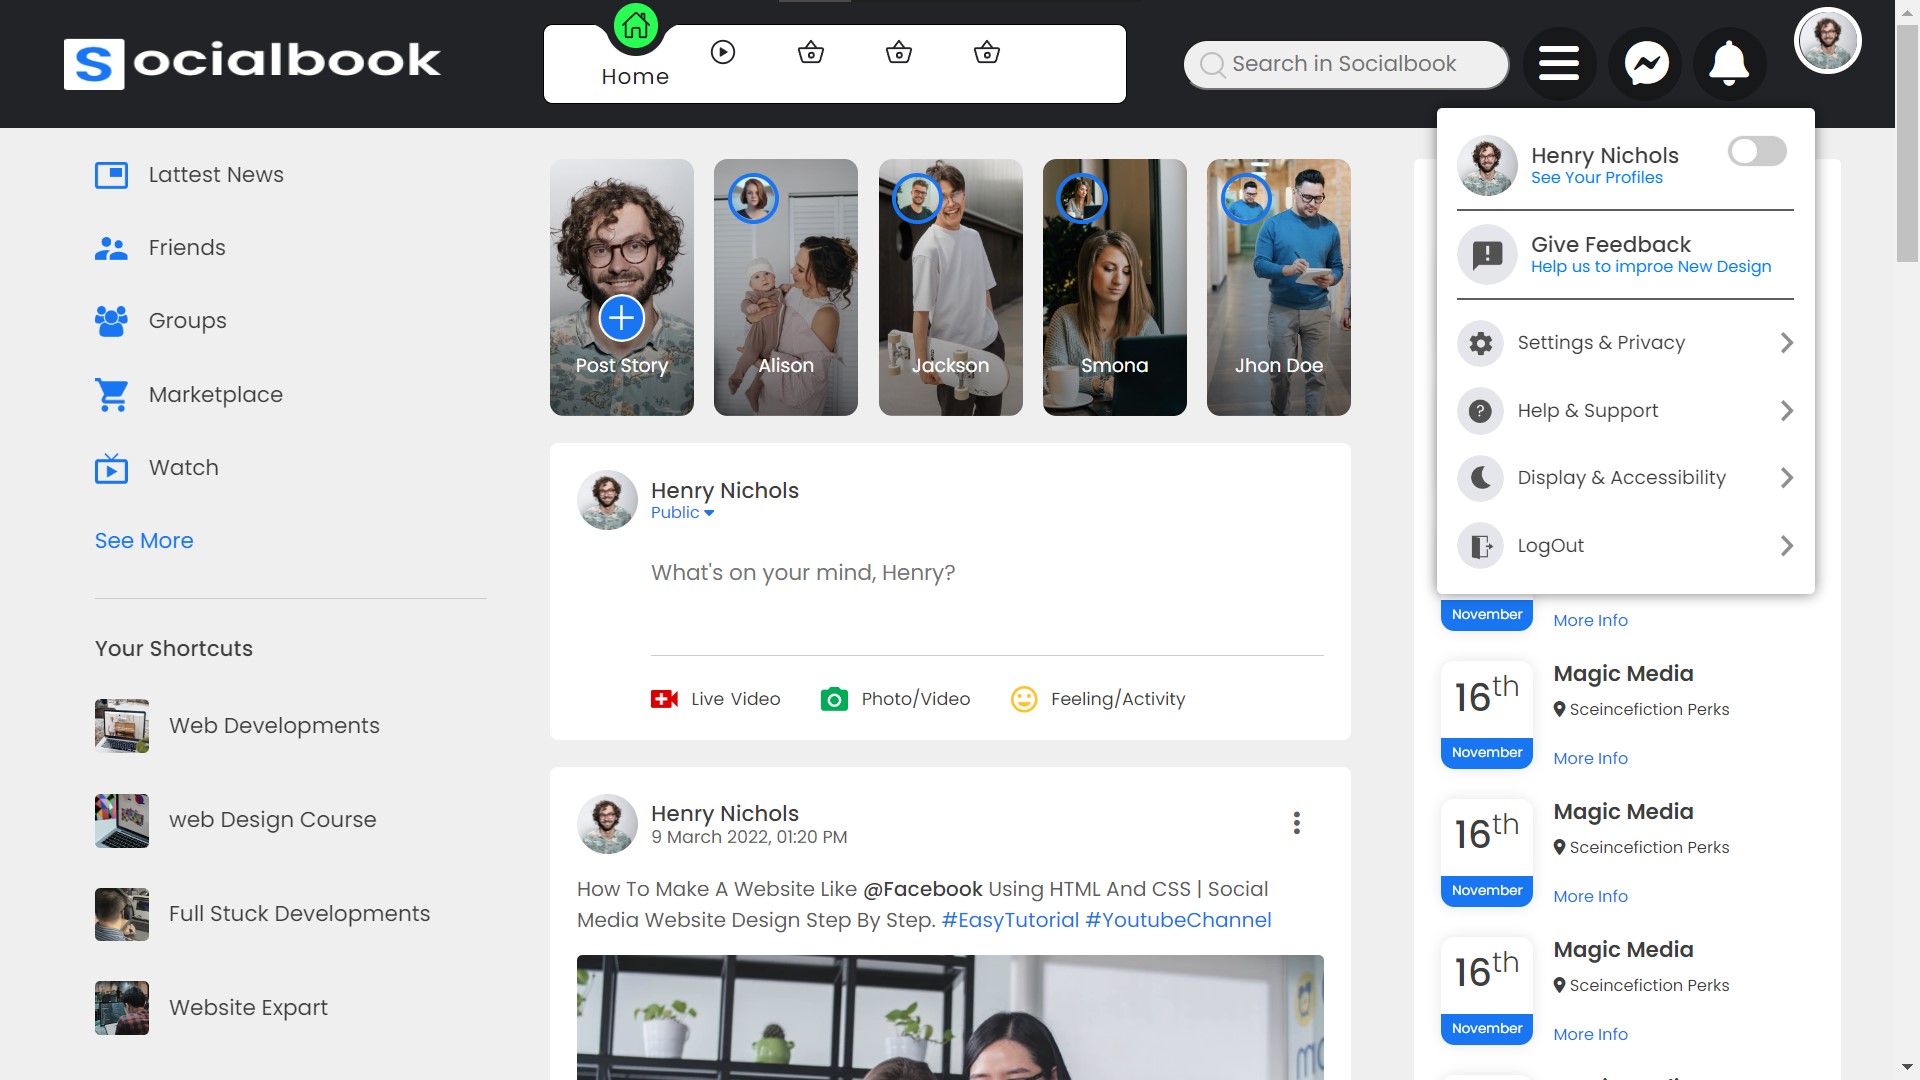 Socialbook
Home
Search in Socialbook
Lattest News
Friends
Groups
Marketplace
Watch
See More
Your Shortcuts
Web Developments
web Design Course
Full Stuck Developments
Website Expart
Post Story
Alison
Jackson
Smona
Jhon Doe
Henry Nichols
Public
What's on your mind, Henry?
Live Video
Photo/Video
Feeling/Activity
Henry Nichols
9 March 2022, 01:20 PM
How To Make A Website Like @Facebook Using HTML And CSS | Social
Media Website Design Step By Step. #EasyTutorial #YoutubeChannel
Henry Nichols
See Your Profiles
Give Feedback
Help us to improe New Design
Settings & Privacy
Help & Support
Display & Accessibility
LogOut
November
More Info
16th
November
Magic Media
Sceincefiction Perks
More Info
16th
November
Magic Media
Sceincefiction Perks
More Info
16th
November
Magic Media
Sceincefiction Perks
More Info